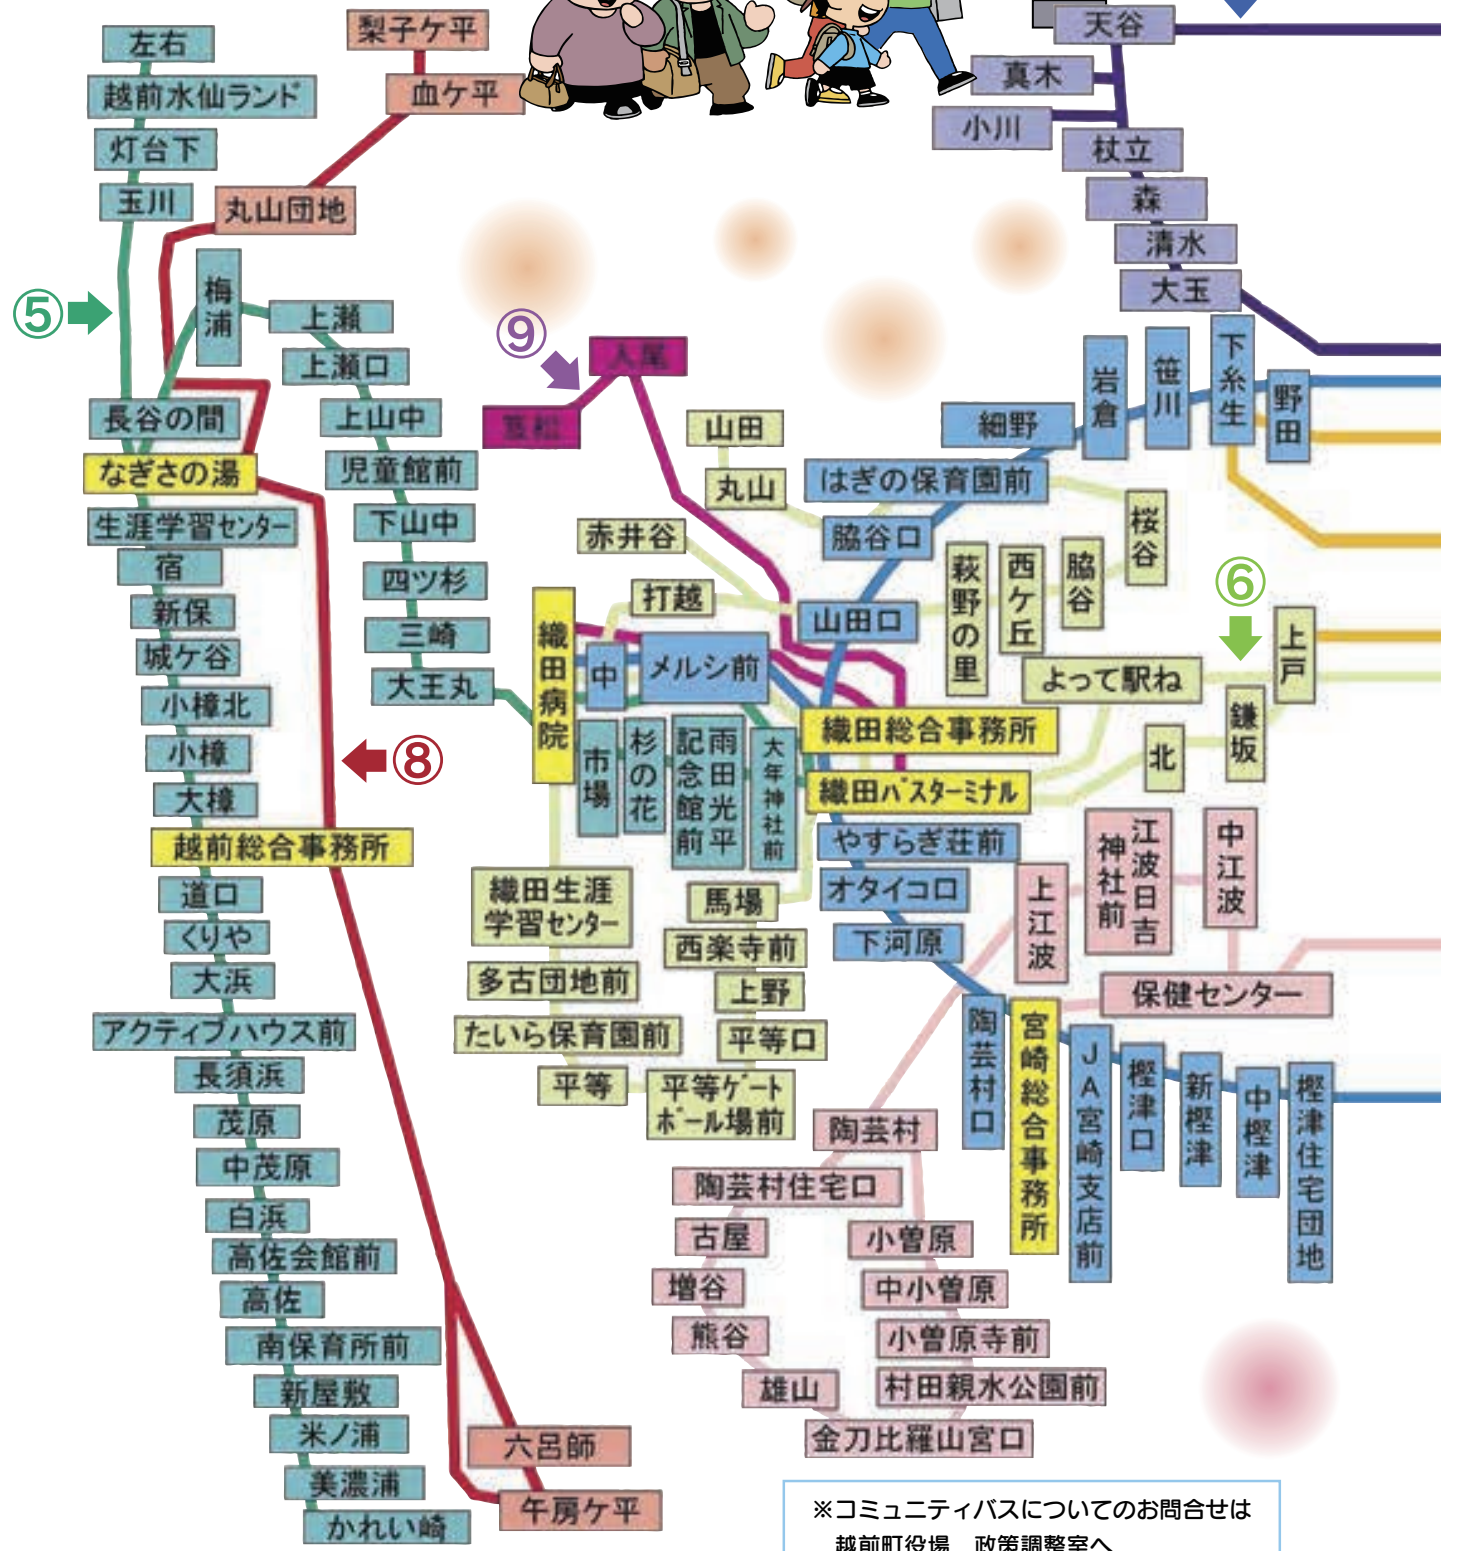 左右
越前水仙ランド
灯台下
玉川
⑤
梅浦
上瀬
上瀬口
上山中
児童館前
下山中
四ツ杉
三崎
大王丸
長谷の間
なぎさの湯
生涯学習センター
宿
新保
城ケ谷
小樟北
小樟
大樟
越前総合事務所
道口
くりや
大浜
アクティブハウス前
長須浜
茂原
中茂原
白浜
高佐会館前
高佐
南保育所前
新屋敷
米ノ浦
美濃浦
かれい崎
梨子ケ平
血ケ平
丸山団地
⑧
六呂師
午房ケ平
⑨
入尾
笈松
天谷
真木
小川
杖立
森
清水
大玉
下糸生
野田
笹川
岩倉
細野
はぎの保育園前
脇谷口
山田口
山田
丸山
赤井谷
打越
桜谷
脇谷
西ケ丘
萩野の里
⑥
上戸
よって駅ね
鎌坂
北
織田病院
中
メルシ前
織田総合事務所
織田バスターミナル
市場
杉の花
雨田光平
記念館前
大年神社前
やすらぎ荘前
オタイコロ
下河原
陶芸村口
宮崎総合事務所
JA宮崎支店前
樫津口
新樫津
中樫津
樫津住宅団地
織田生涯
学習センター
多古団地前
たいら保育園前
平等
馬場
西楽寺前
上野
平等口
平等ゲート
ボール場前
上江波
江波日吉
神社前
中江波
保健センター
陶芸村
陶芸村住宅口
古屋
増谷
熊谷
雄山
小曽原
中小曽原
小曽原寺前
村田親水公園前
金刀比羅山宮口
※コミュニティバスについてのお問合せは
越前町役場　政策調整室へ